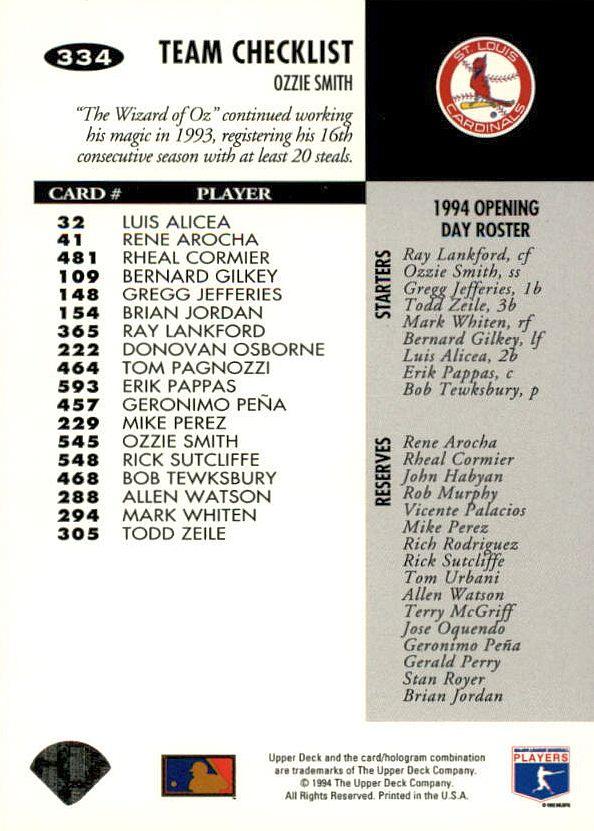 334
TEAM CHECKLIST
OZZIE SMITH
"The Wizard of Oz" continued working
his magic in 1993, registering his 16th
consecutive season with at least 20 steals.
CARD # PLAYER
32 LUIS ALICEA
41 RENE AROCHA
481 RHEAL CORMIER
109 BERNARD GILKEY
148 GREGG JEFFERIES
154 BRIAN JORDAN
365 RAY LANKFORD
222 DONOVAN OSBORNE
464 TOM PAGNOZZI
593 ERIK PAPPAS
457 GERONIMO PEÑA
229 MIKE PEREZ
545 OZZIE SMITH
548 RICK SUTCLIFFE
468 BOB TEWKSBURY
288 ALLEN WATSON
294 MARK WHITEN
305 TODD ZEILE
ST. LOUIS
CARDINALS
1994 OPENING
DAY ROSTER
STARTERS
Ray Lankford, cf
Ozzie Smith, ss
Gregg Jefferies, 1b
Todd Zeile, 3b
Mark Whiten, rf
Bernard Gilkey, lf
Luis Alicea, 2b
Erik Pappas, c
Bob Tewksbury, p
RESERVES
Rene Arocha
Rheal Cormier
John Habyan
Rob Murphy
Vicente Palacios
Mike Perez
Rich Rodriguez
Rick Sutcliffe
Tom Urbani
Allen Watson
Terry McGriff
Jose Oquendo
Geronimo Peña
Gerald Perry
Stan Royer
Brian Jordan
Upper Deck and the card/hologram combination
are trademarks of The Upper Deck Company.
© 1994 The Upper Deck Company.
All Rights Reserved. Printed in the U.S.A.
MAJOR LEAGUE BASEBALL
PLAYERS